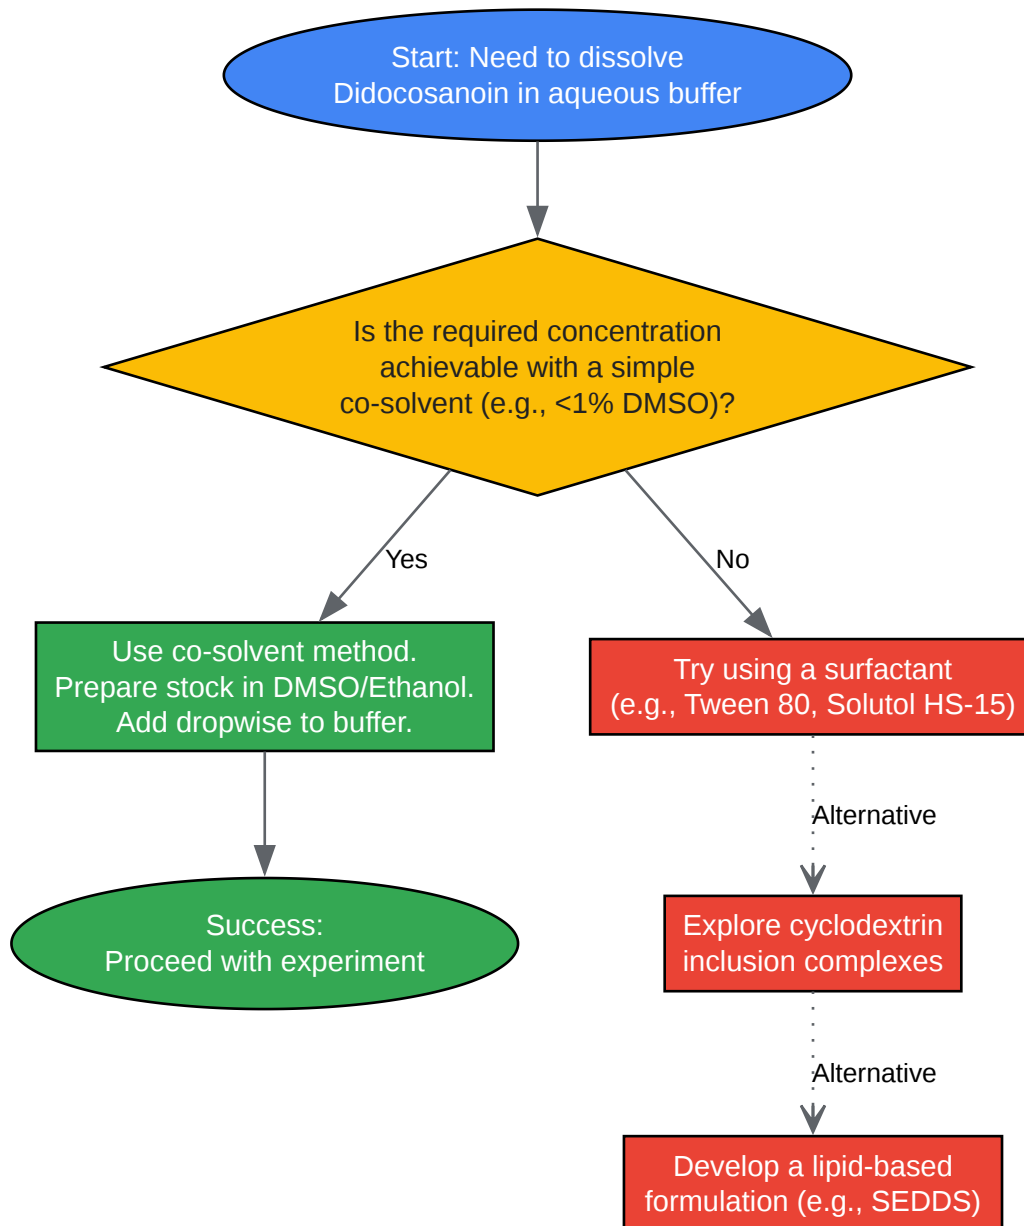 Start: Need to dissolve
Didocosanoin in aqueous buffer
Is the required concentration
achievable with a simple
co-solvent (e.g., <1% DMSO)?
Yes
No
Use co-solvent method.
Prepare stock in DMSO/Ethanol.
Add dropwise to buffer.
Try using a surfactant
(e.g., Tween 80, Solutol HS-15)
Alternative
Success:
Proceed with experiment
Explore cyclodextrin
inclusion complexes
Alternative
Develop a lipid-based
formulation (e.g., SEDDS)